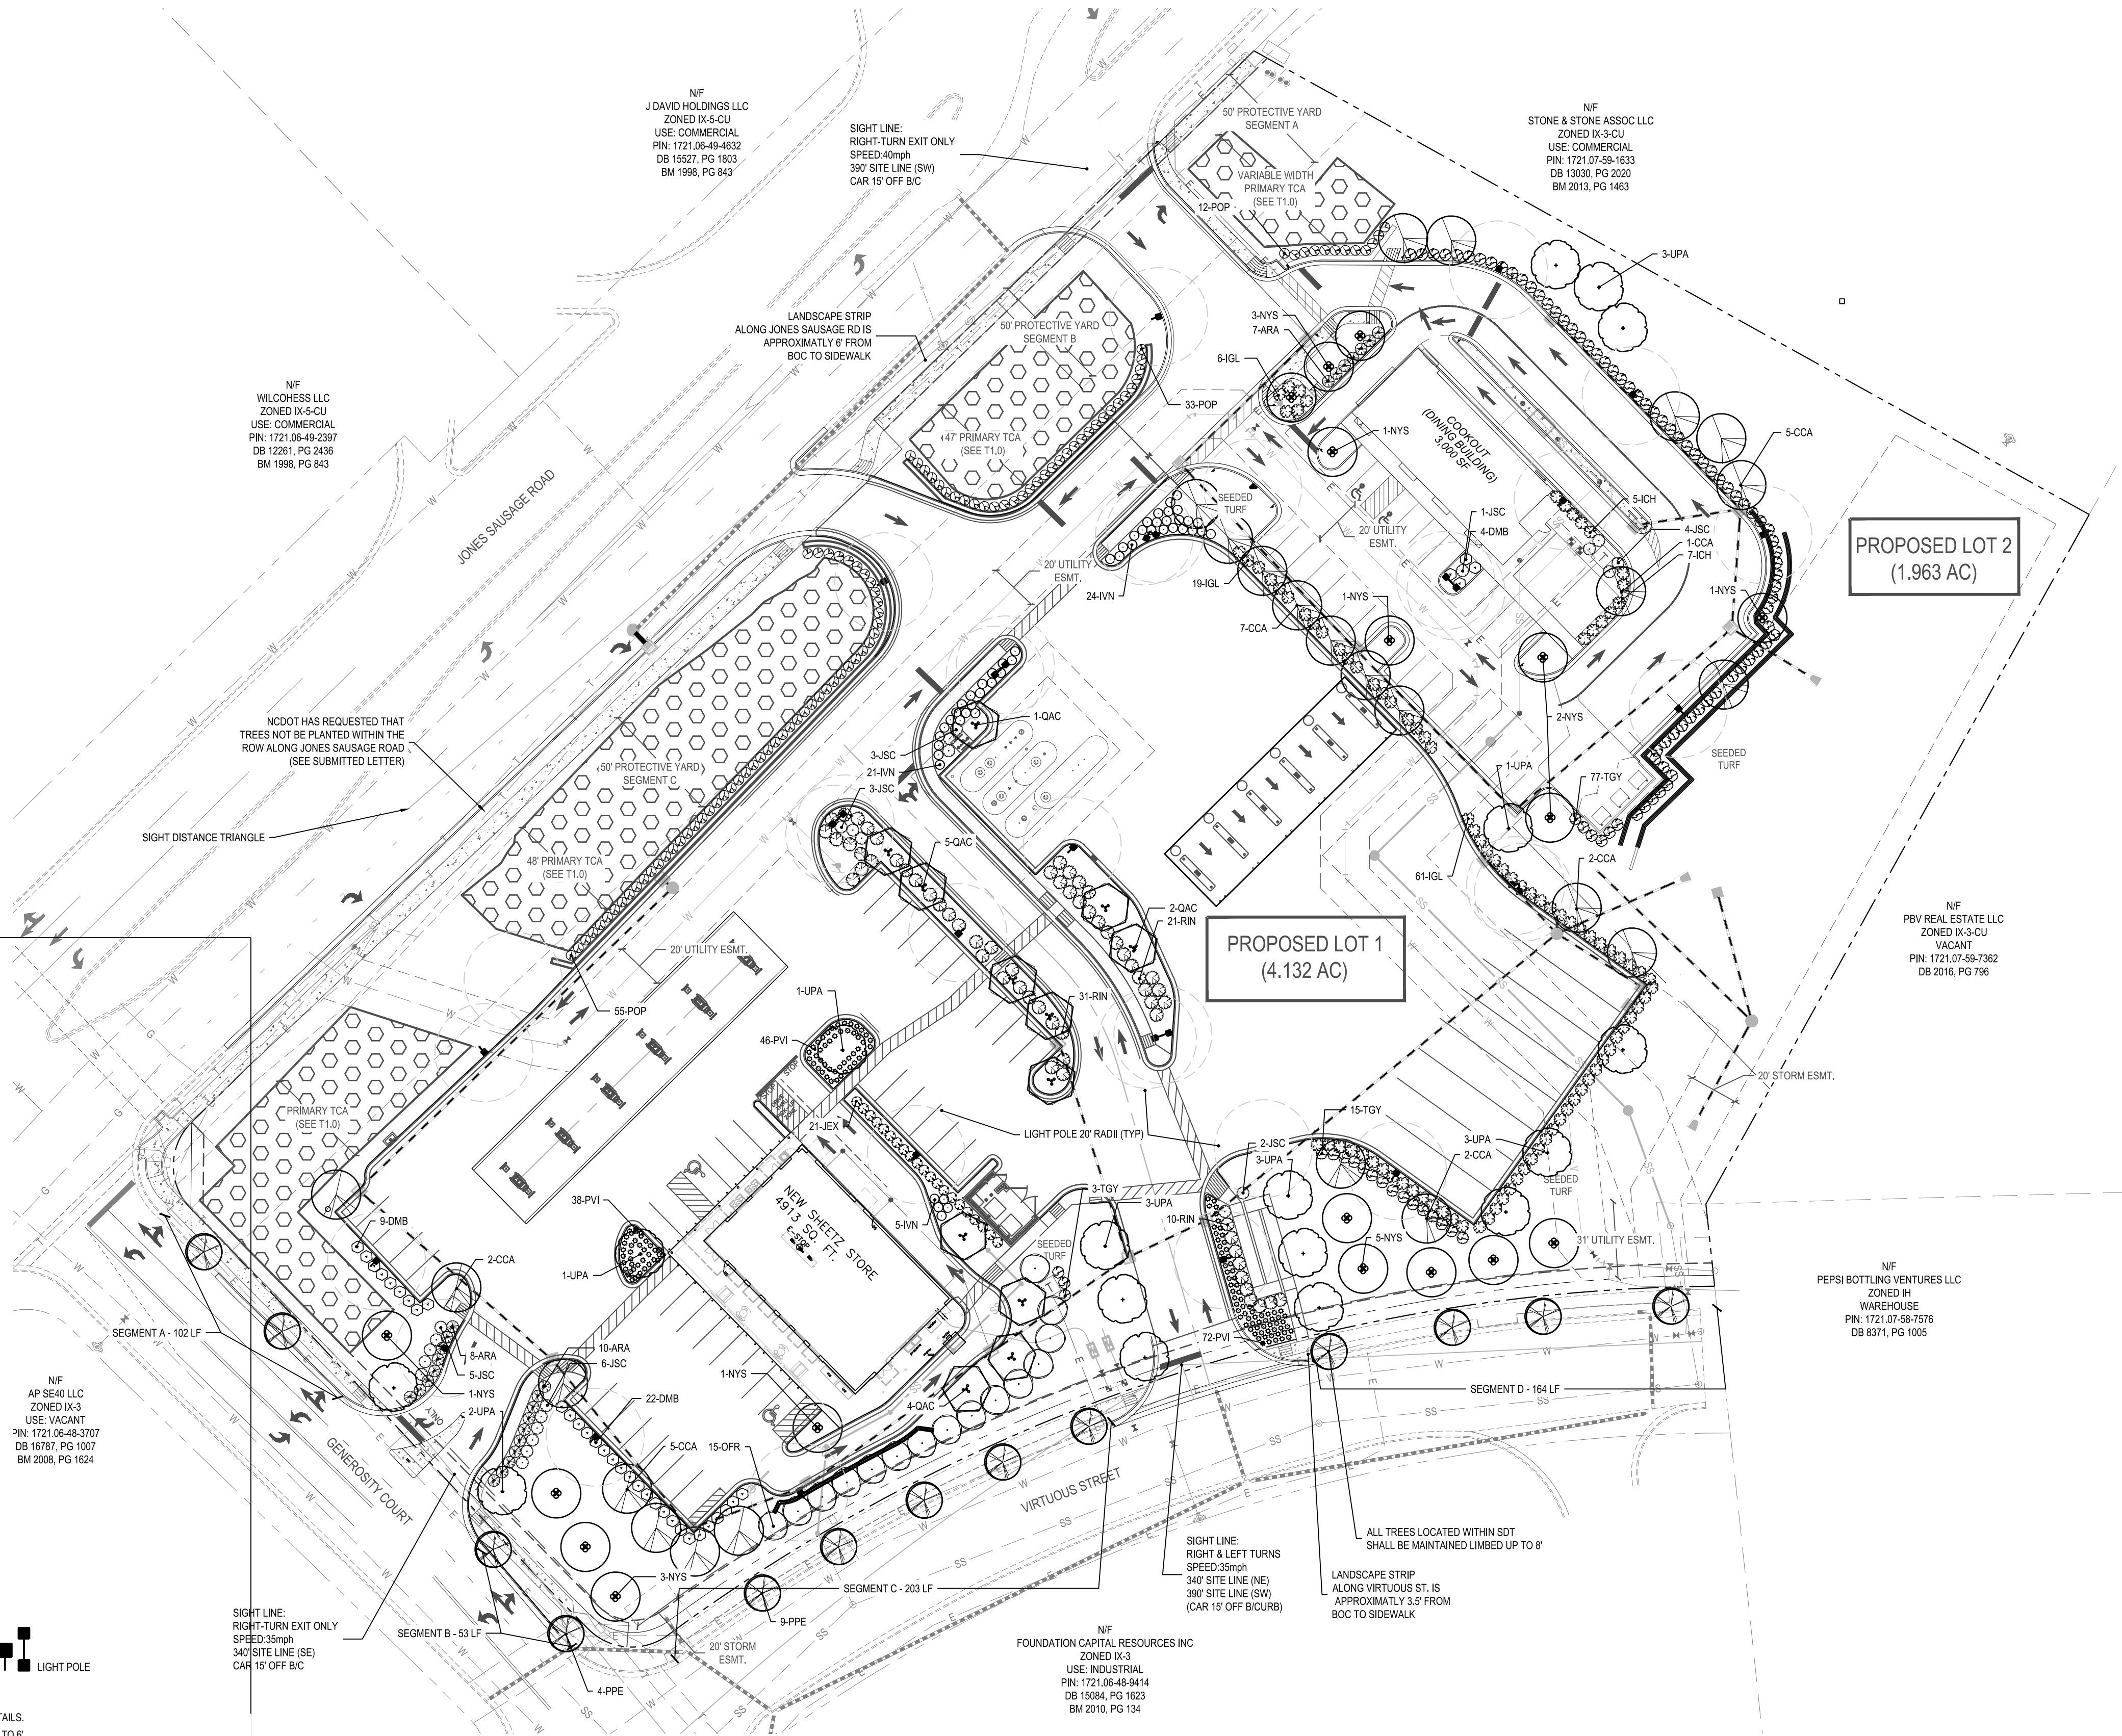 N/F
J DAVID HOLDINGS LLC
ZONED IX-5-CU
USE: COMMERCIAL
PIN: 1721.06-49-4632
DB 15527, PG 1803
BM 1998, PG 843
SIGHT LINE:
RIGHT-TURN EXIT ONLY
SPEED:40mph
390' SITE LINE (SW)
CAR 15' OFF B/C
50' PROTECTIVE YARD
SEGMENT A
VARIABLE WIDTH
PRIMARY TCA
(SEE T1.0)
12-POP
N/F
STONE & STONE ASSOC LLC
ZONED IX-3-CU
USE: COMMERCIAL
PIN: 1721.07-59-1633
DB 13030, PG 2020
BM 2013, PG 1463
3-UPA
LANDSCAPE STRIP
ALONG JONES SAUSAGE RD IS
APPROXIMATLY 6' FROM
BOC TO SIDEWALK
50' PROTECTIVE YARD
SEGMENT B
47' PRIMARY TCA
(SEE T1.0)
33-POP
3-NYS
7-ARA
6-IGL
1-NYS
COOKOUT
(DINING BUILDING)
3,000 SF
5-CCA
N/F
WILCOHESS LLC
ZONED IX-5-CU
USE: COMMERCIAL
PIN: 1721.06-49-2397
DB 12261, PG 2436
BM 1998, PG 843
JONES SAUSAGE ROAD
SEEDED
TURF
20' UTILITY
ESMT.
1-JSC
4-DMB
5-ICH
4-JSC
1-CCA
7-ICH
1-NYS
PROPOSED LOT 2
(1.963 AC)
20' UTILITY
ESMT.
24-IVN
19-IGL
7-CCA
1-NYS
2-NYS
SEEDED
TURF
NCDOT HAS REQUESTED THAT
TREES NOT BE PLANTED WITHIN THE
ROW ALONG JONES SAUSAGE ROAD
(SEE SUBMITTED LETTER)
SIGHT DISTANCE TRIANGLE
50' PROTECTIVE YARD
SEGMENT C
48' PRIMARY TCA
(SEE T1.0)
1-QAC
3-JSC
21-IVN
3-JSC
5-QAC
1-UPA
77-TGY
2-CCA
61-IGL
2-QAC
21-RIN
PROPOSED LOT 1
(4.132 AC)
N/F
PBV REAL ESTATE LLC
ZONED IX-3-CU
VACANT
PIN: 1721.07-59-7362
DB 2016, PG 796
20' UTILITY ESMT.
55-POP
1-UPA
46-PVI
31-RIN
STOP
STOP
20' STORM ESMT.
PRIMARY TCA
(SEE T1.0)
21-JEX
LIGHT POLE 20' RADII (TYP)
15-TGY
2-JSC
3-UPA
3-UPA
2-CCA
SEEDED
TURF
38-PVI
1-UPA
NEW SHEETZ STORE
4913 SQ. FT.
STOP
5-IVN
3-TGY
3-UPA
10-RIN
SEEDED
TURF
5-NYS
31' UTILITY ESMT.
9-DMB
2-CCA
SEGMENT A - 102 LF
8-ARA
5-JSC
1-NYS
ONLY
2-UPA
10-ARA
6-JSC
22-DMB
1-NYS
4-QAC
72-PVI
SEGMENT D - 164 LF
N/F
PEPSI BOTTLING VENTURES LLC
ZONED IH
WAREHOUSE
PIN: 1721.07-58-7576
DB 8371, PG 1005
N/F
AP SE40 LLC
ZONED IX-3
USE: VACANT
PIN: 1721.06-48-3707
DB 16787, PG 1007
BM 2008, PG 1624
GENEROSITY COURT
5-CCA
15-OFR
VIRTUOUS STREET
3-NYS
SEGMENT C - 203 LF
9-PPE
SIGHT LINE:
RIGHT & LEFT TURNS
SPEED:35mph
340' SITE LINE (NE)
390' SITE LINE (SW)
(CAR 15' OFF B/CURB)
ALL TREES LOCATED WITHIN SDT
SHALL BE MAINTAINED LIMBED UP TO 8'
LANDSCAPE STRIP
ALONG VIRTUOUS ST. IS
APPROXIMATLY 3.5' FROM
BOC TO SIDEWALK
SIGHT LINE:
RIGHT-TURN EXIT ONLY
SPEED:35mph
340' SITE LINE (SE)
CAR 15' OFF B/C
SEGMENT B - 53 LF
20' STORM
ESMT.
4-PPE
N/F
FOUNDATION CAPITAL RESOURCES INC
ZONED IX-3
USE: INDUSTRIAL
PIN: 1721.06-48-9414
DB 15084, PG 1623
BM 2010, PG 134
LIGHT POLE
TAILS.
TO 6'